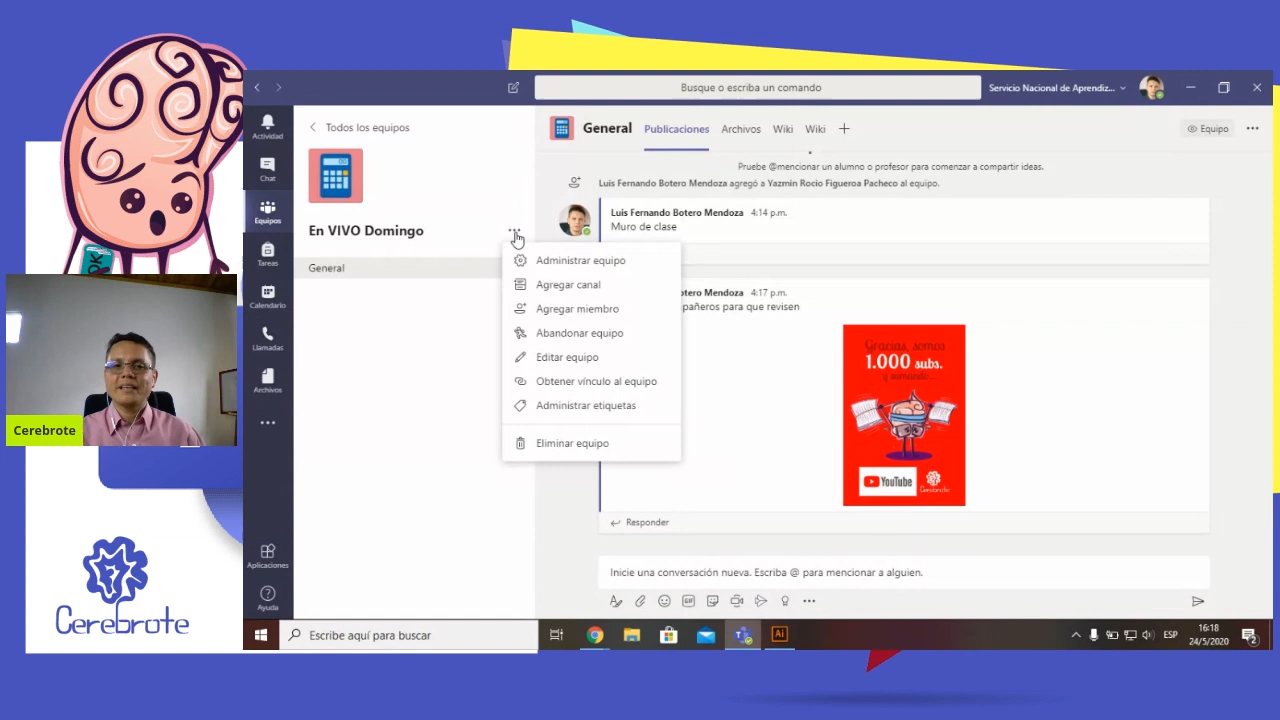 Busque o escriba un comando
Servicio Nacional de Aprendiz...
Actividad
Chat
Equipos
Tareas
Calendario
Llamadas
Archivos
Aplicaciones
Ayuda
Todos los equipos
En VIVO Domingo
General
Administrar equipo
Agregar canal
Agregar miembro
Abandonar equipo
Editar equipo
Obtener vínculo al equipo
Administrar etiquetas
Eliminar equipo
General Publicaciones Archivos Wiki Wiki
Equipo
Pruebe @mencionar un alumno o profesor para comenzar a compartir ideas.
Luis Fernando Botero Mendoza agregó a Yazmin Rocio Figueroa Pacheco al equipo.
Luis Fernando Botero Mendoza 4:14 p.m.
Muro de clase
Mendoza 4:17 p.m.
para que revisen
Gracias, somos
1.000 subs.
y sumando...
YouTube
Cerebrote
Responder
Inicie una conversación nueva. Escriba @ para mencionar a alguien.
GIF
Cerebrote
Cerebrote
Escribe aquí para buscar
Ai
ESP
16:18
24/5/2020
2